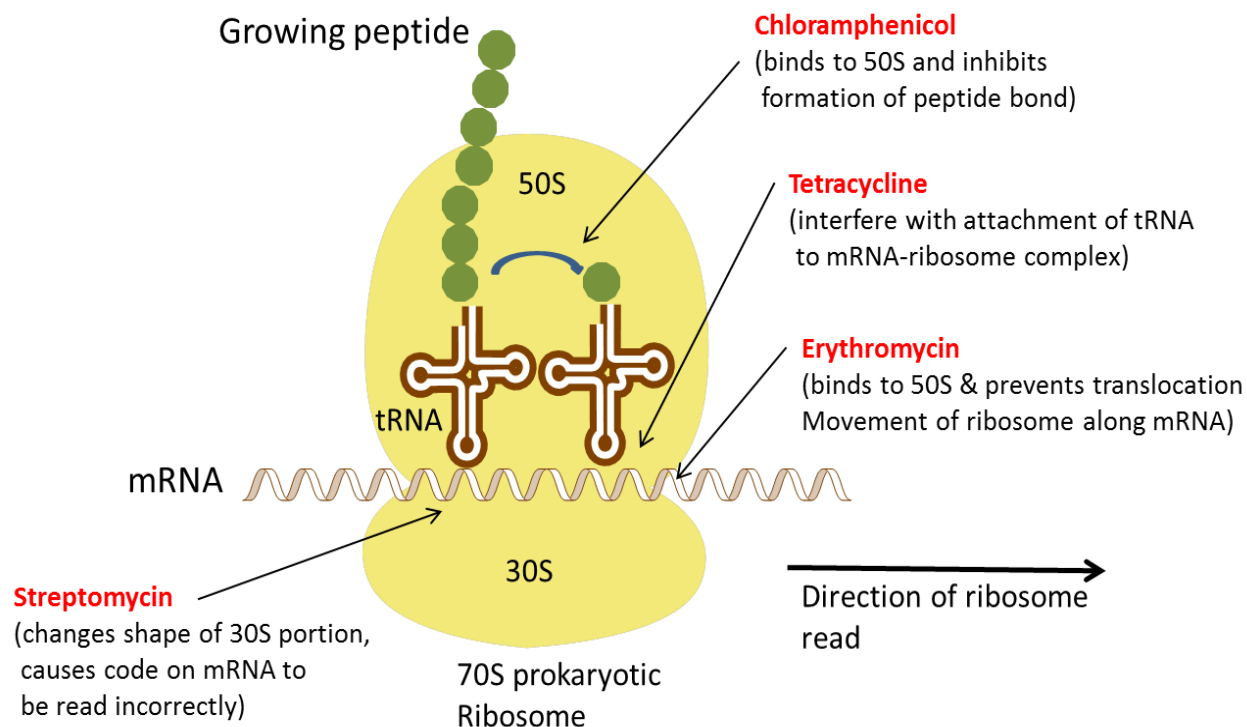 Growing peptide
Chloramphenicol
(binds to 50S and inhibits
formation of peptide bond)
50S
Tetracycline
(interfere with attachment of tRNA
to mRNA-ribosome complex)
Erythromycin
(binds to 50S & prevents translocation
Movement of ribosome along mRNA)
tRNA
mRNA
30S
Streptomycin
(changes shape of 30S portion,
causes code on mRNA to
be read incorrectly)
Direction of ribosome
read
70S prokaryotic
Ribosome